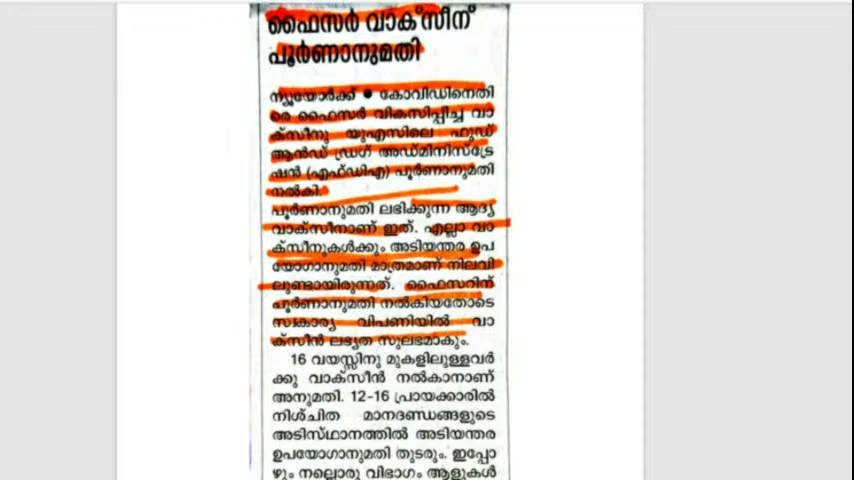 ഫൈസർ വാക്സീന്
പൂർണാനുമതി
ന്യൂയോർക്ക് ● കോവിഡിനെതി
രെ ഫൈസർ വികസിപ്പിച്ച വാ
ക്സീനു യുഎസിലെ ഫുഡ്
ആൻഡ് ഡ്രഗ് അഡ്മിനിസ്ട്രേ
ഷൻ (എഫ്ഡിഎ) പൂർണാനുമതി
നൽകി.
പൂർണാനുമതി ലഭിക്കുന്ന ആദ്യ
വാക്സീനാണ് ഇത്. എല്ലാ വാ
ക്സീനുകൾക്കും അടിയന്തര ഉപ
യോഗാനുമതി മാത്രമാണ് നിലവി
ലുണ്ടായിരുന്നത്. ഫൈസറിന്
പൂർണാനുമതി നൽകിയതോടെ
സ്വകാര്യ വിപണിയിൽ വാ
ക്സീൻ ലഭ്യത സുലഭമാകും.
16 വയസ്സിനു മുകളിലുള്ളവർ
ക്കു വാക്സീൻ നൽകാനാണ്
അനുമതി. 12-16 പ്രായക്കാരിൽ
നിശ്ചിത മാനദണ്ഡങ്ങളുടെ
അടിസ്ഥാനത്തിൽ അടിയന്തര
ഉപയോഗാനുമതി തുടരും. ഇപ്പോ
ഴും നല്ലൊരു വിഭാഗം ആളുകൾ